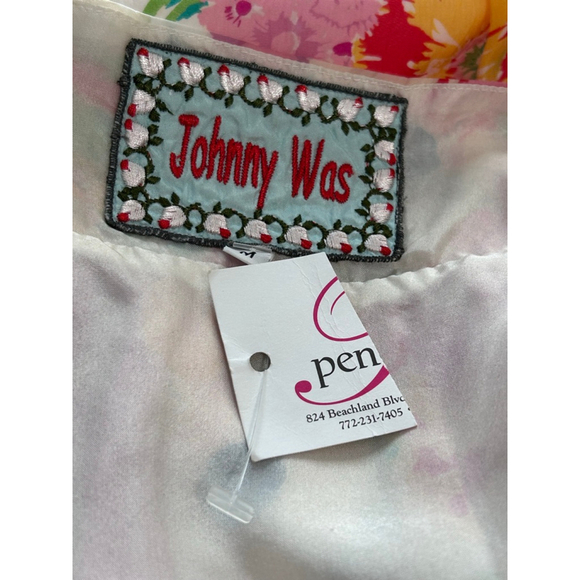 Johnny Was
M
pen
824 Beachland Blvd
772-231-7405